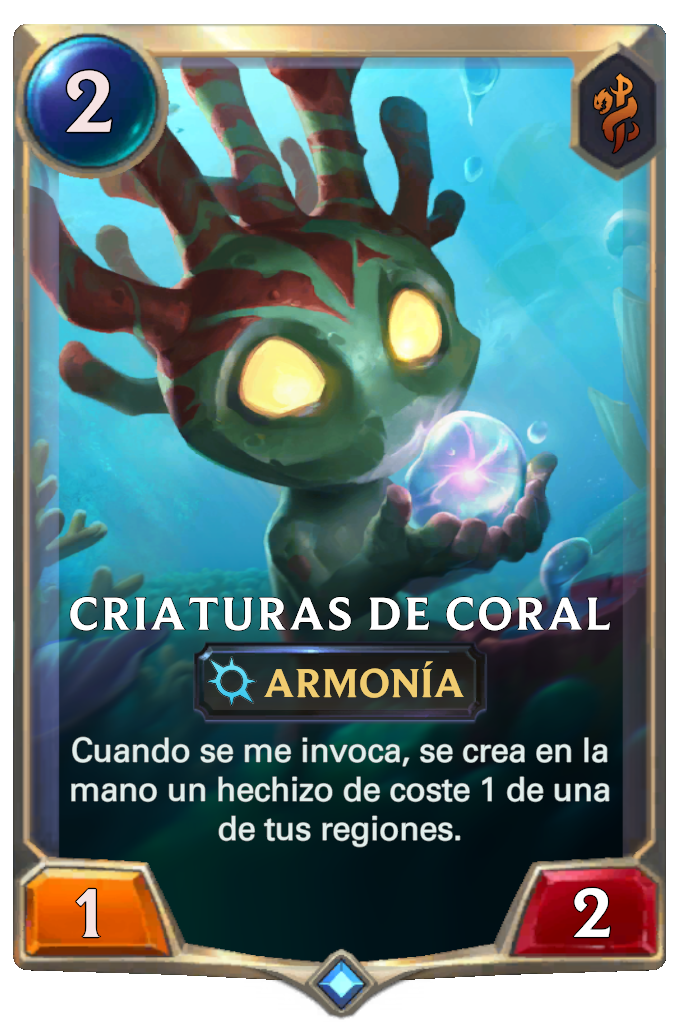 2
CRIATURAS DE CORAL
ARMONÍA
Cuando se me invoca, se crea en la
mano un hechizo de coste 1 de una
de tus regiones.
1
2